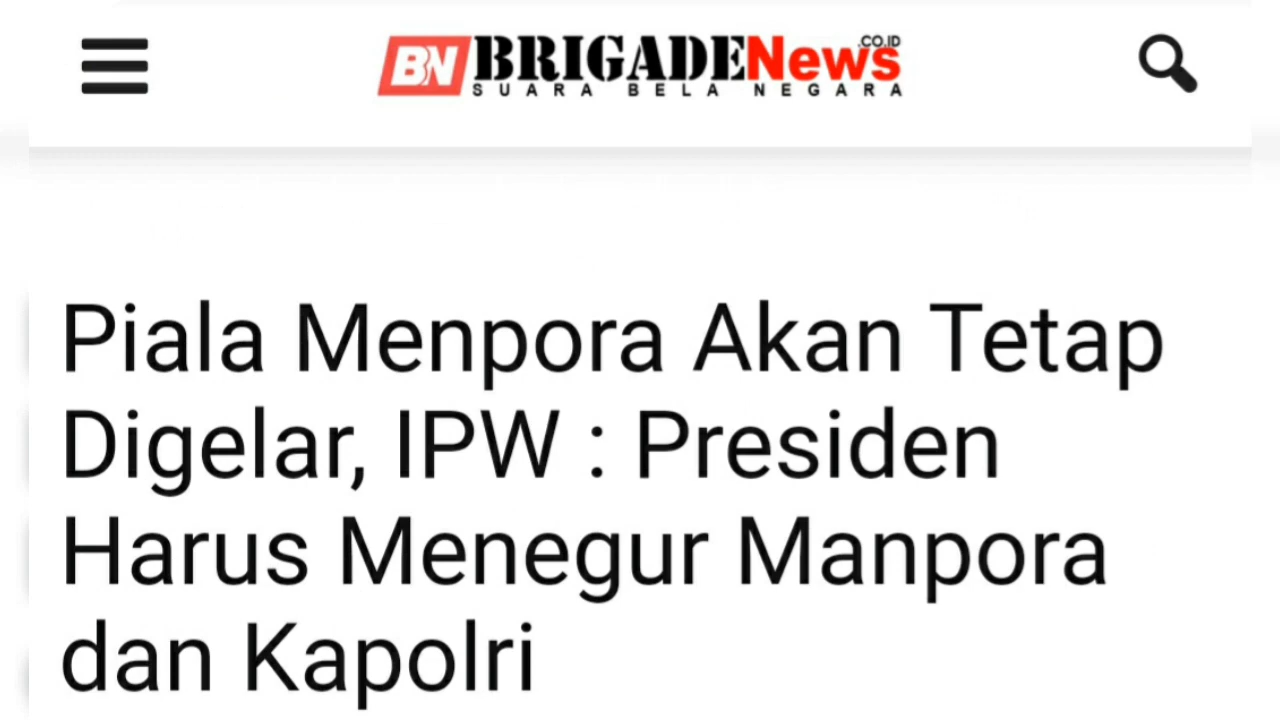 BN BRIGADENews.CO.ID
SUARA BELA NEGARA
Piala Menpora Akan Tetap
Digelar, IPW : Presiden
Harus Menegur Manpora
dan Kapolri